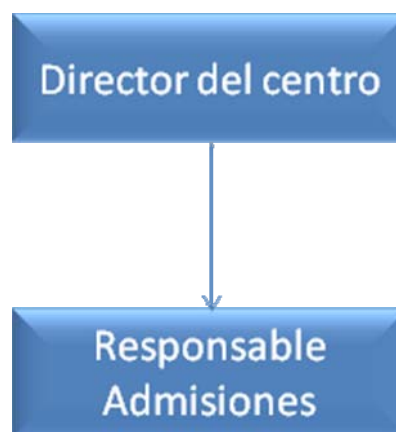 Director del centro
Responsable
Admisiones